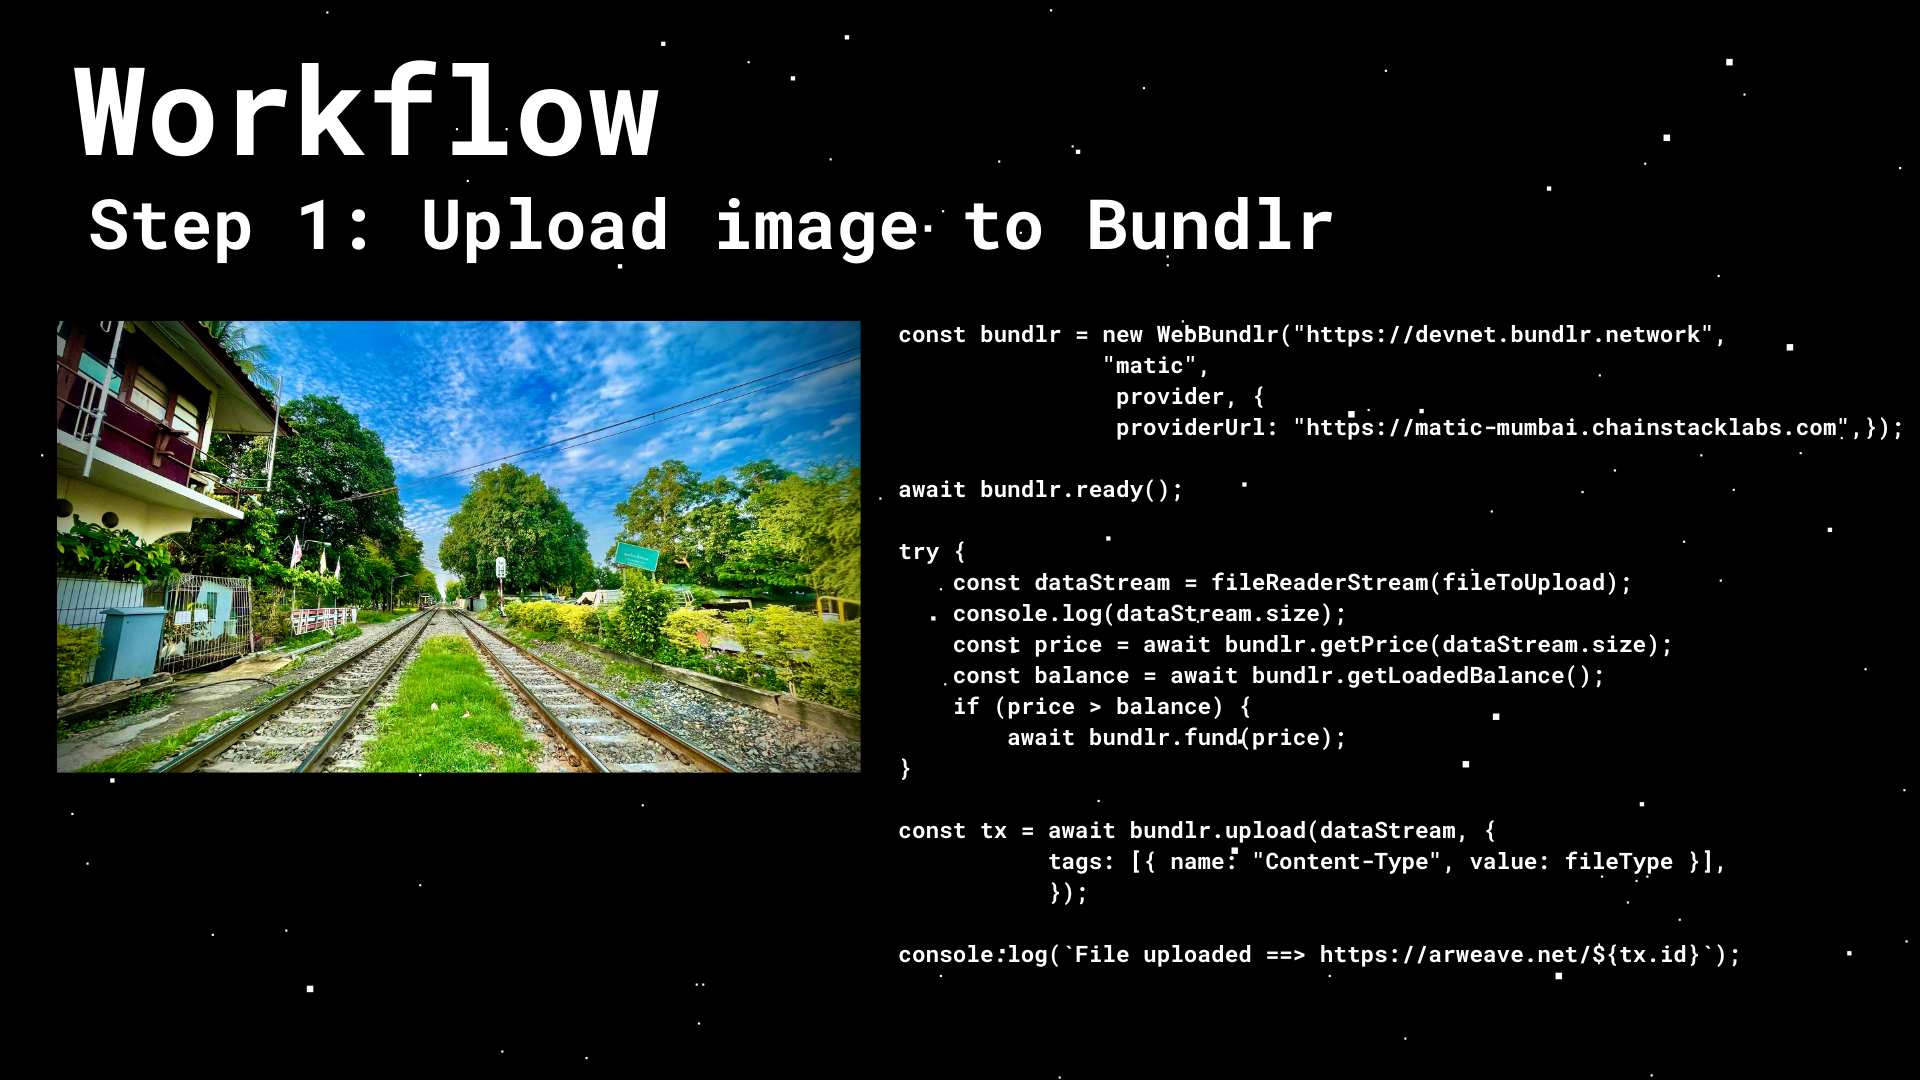 Workflow
Step 1: Upload image to Bundlr
const bundlr = new WebBundlr("https://devnet.bundlr.network",
"matic",
provider, {
providerUrl: "https://matic-mumbai.chainstacklabs.com",});
await bundlr.ready();
try {
const dataStream = fileReaderStream(fileToUpload);
console.log(dataStream.size);
const price = await bundlr.getPrice(dataStream.size);
const balance = await bundlr.getLoadedBalance();
if (price > balance) {
await bundlr.fund(price);
}
const tx = await bundlr.upload(dataStream, {
tags: [{ name: "Content-Type", value: fileType }],
});
console.log(`File uploaded ==> https://arweave.net/${tx.id}`);